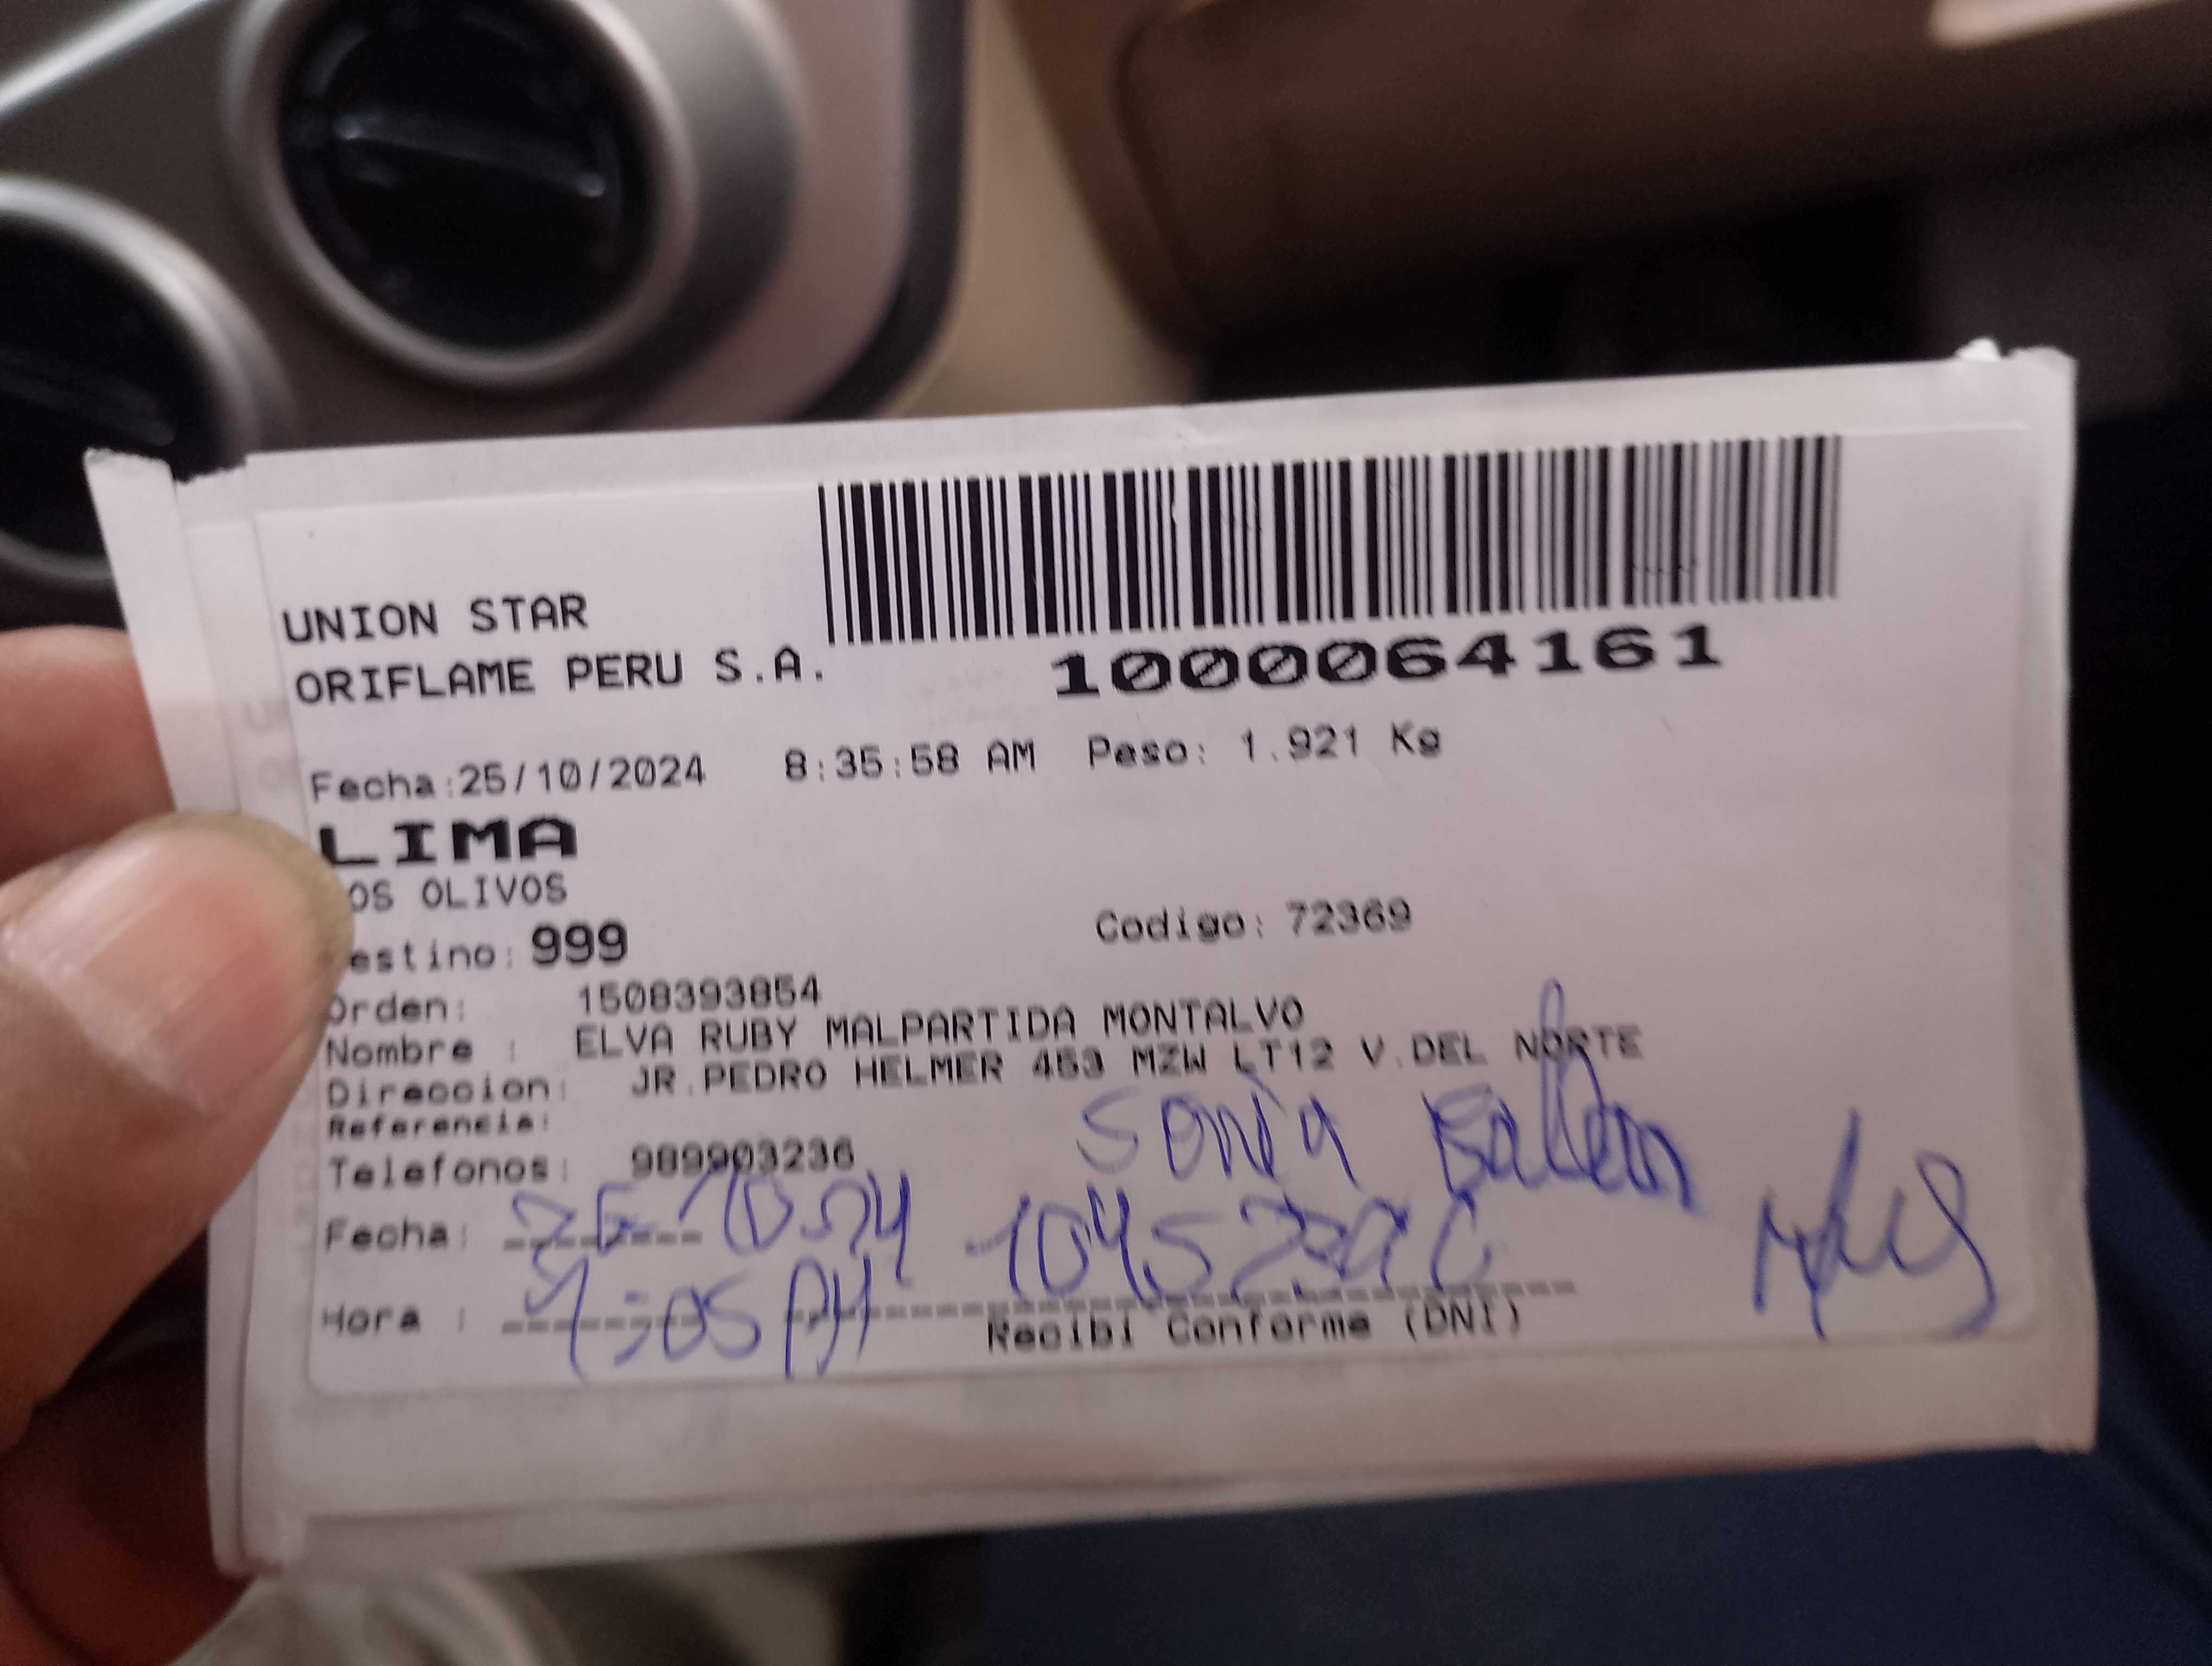 UNION STAR
ORIFLAME PERU S.A.
1000064161
Fecha:25/10/2024 8:35:58 AM Peso: 1.921 Kg
LIMA
OS OLIVOS
estino: 999 Codigo: 72369
Orden: 1508393854
Nombre : ELVA RUBY MALPARTIDA MONTALVO
Direccion: JR.PEDRO HELMER 453 MZW LT12 V.DEL NORTE
Referencia:
Telefonos: 989903236
Sonia
Fecha:
Hora :
Recibi Conforme (DNI)